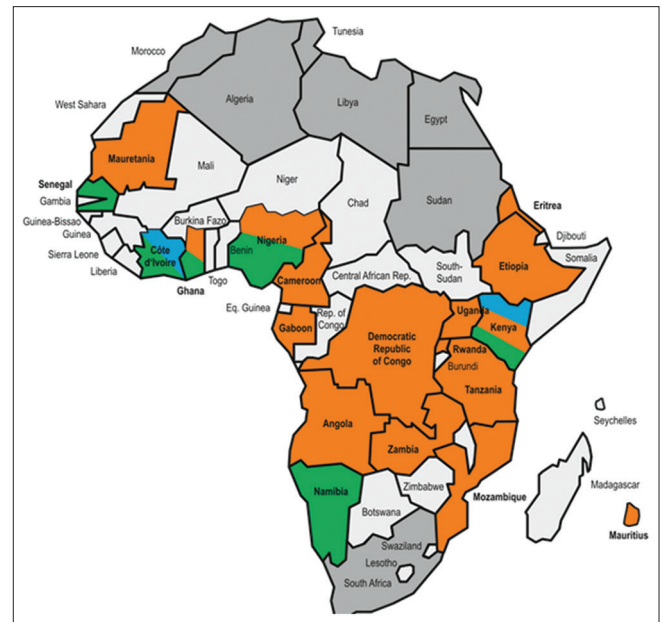 Tunisia
Morocco
Algeria
Libya
Egypt
West Sahara
Mauretania
Mali
Niger
Chad
Sudan
Eritrea
Senegal
Gambia
Guinea-Bissau
Guinea
Sierra Leone
Liberia
Burkina Fazo
Côte
d'Ivoire
Ghana
Togo
Benin
Nigeria
Cameroon
Central African Rep.
South-
Sudan
Etiopia
Djibouti
Somalia
Eq. Guinea
Gaboon
Rep. of
Congo
Democratic
Republic
of Congo
Uganda
Kenya
Rwanda
Burundi
Tanzania
Seychelles
Angola
Zambia
Mozambique
Madagascar
Mauritius
Namibia
Zimbabwe
Botswana
Swaziland
Lesotho
South Africa